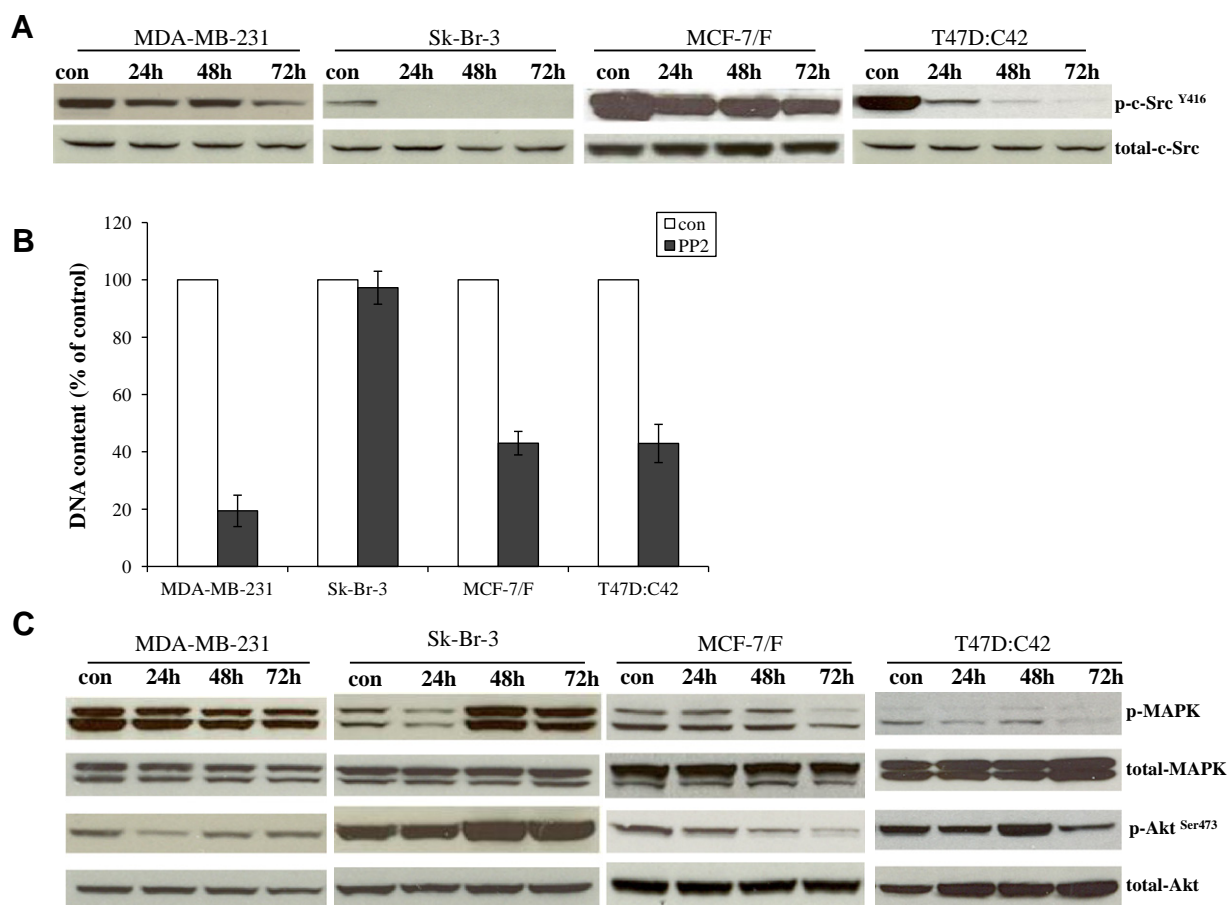 A
MDA-MB-231 Sk-Br-3 MCF-7/F T47D:C42
con 24h 48h 72h con 24h 48h 72h con 24h 48h 72h con 24h 48h 72h
p-c-Src Y416
total-c-Src
B
con
PP2
DNA content (% of control)
120
100
80
60
40
20
0
MDA-MB-231 Sk-Br-3 MCF-7/F T47D:C42
C
MDA-MB-231 Sk-Br-3 MCF-7/F T47D:C42
con 24h 48h 72h con 24h 48h 72h con 24h 48h 72h con 24h 48h 72h
p-MAPK
total-MAPK
p-Akt Ser473
total-Akt